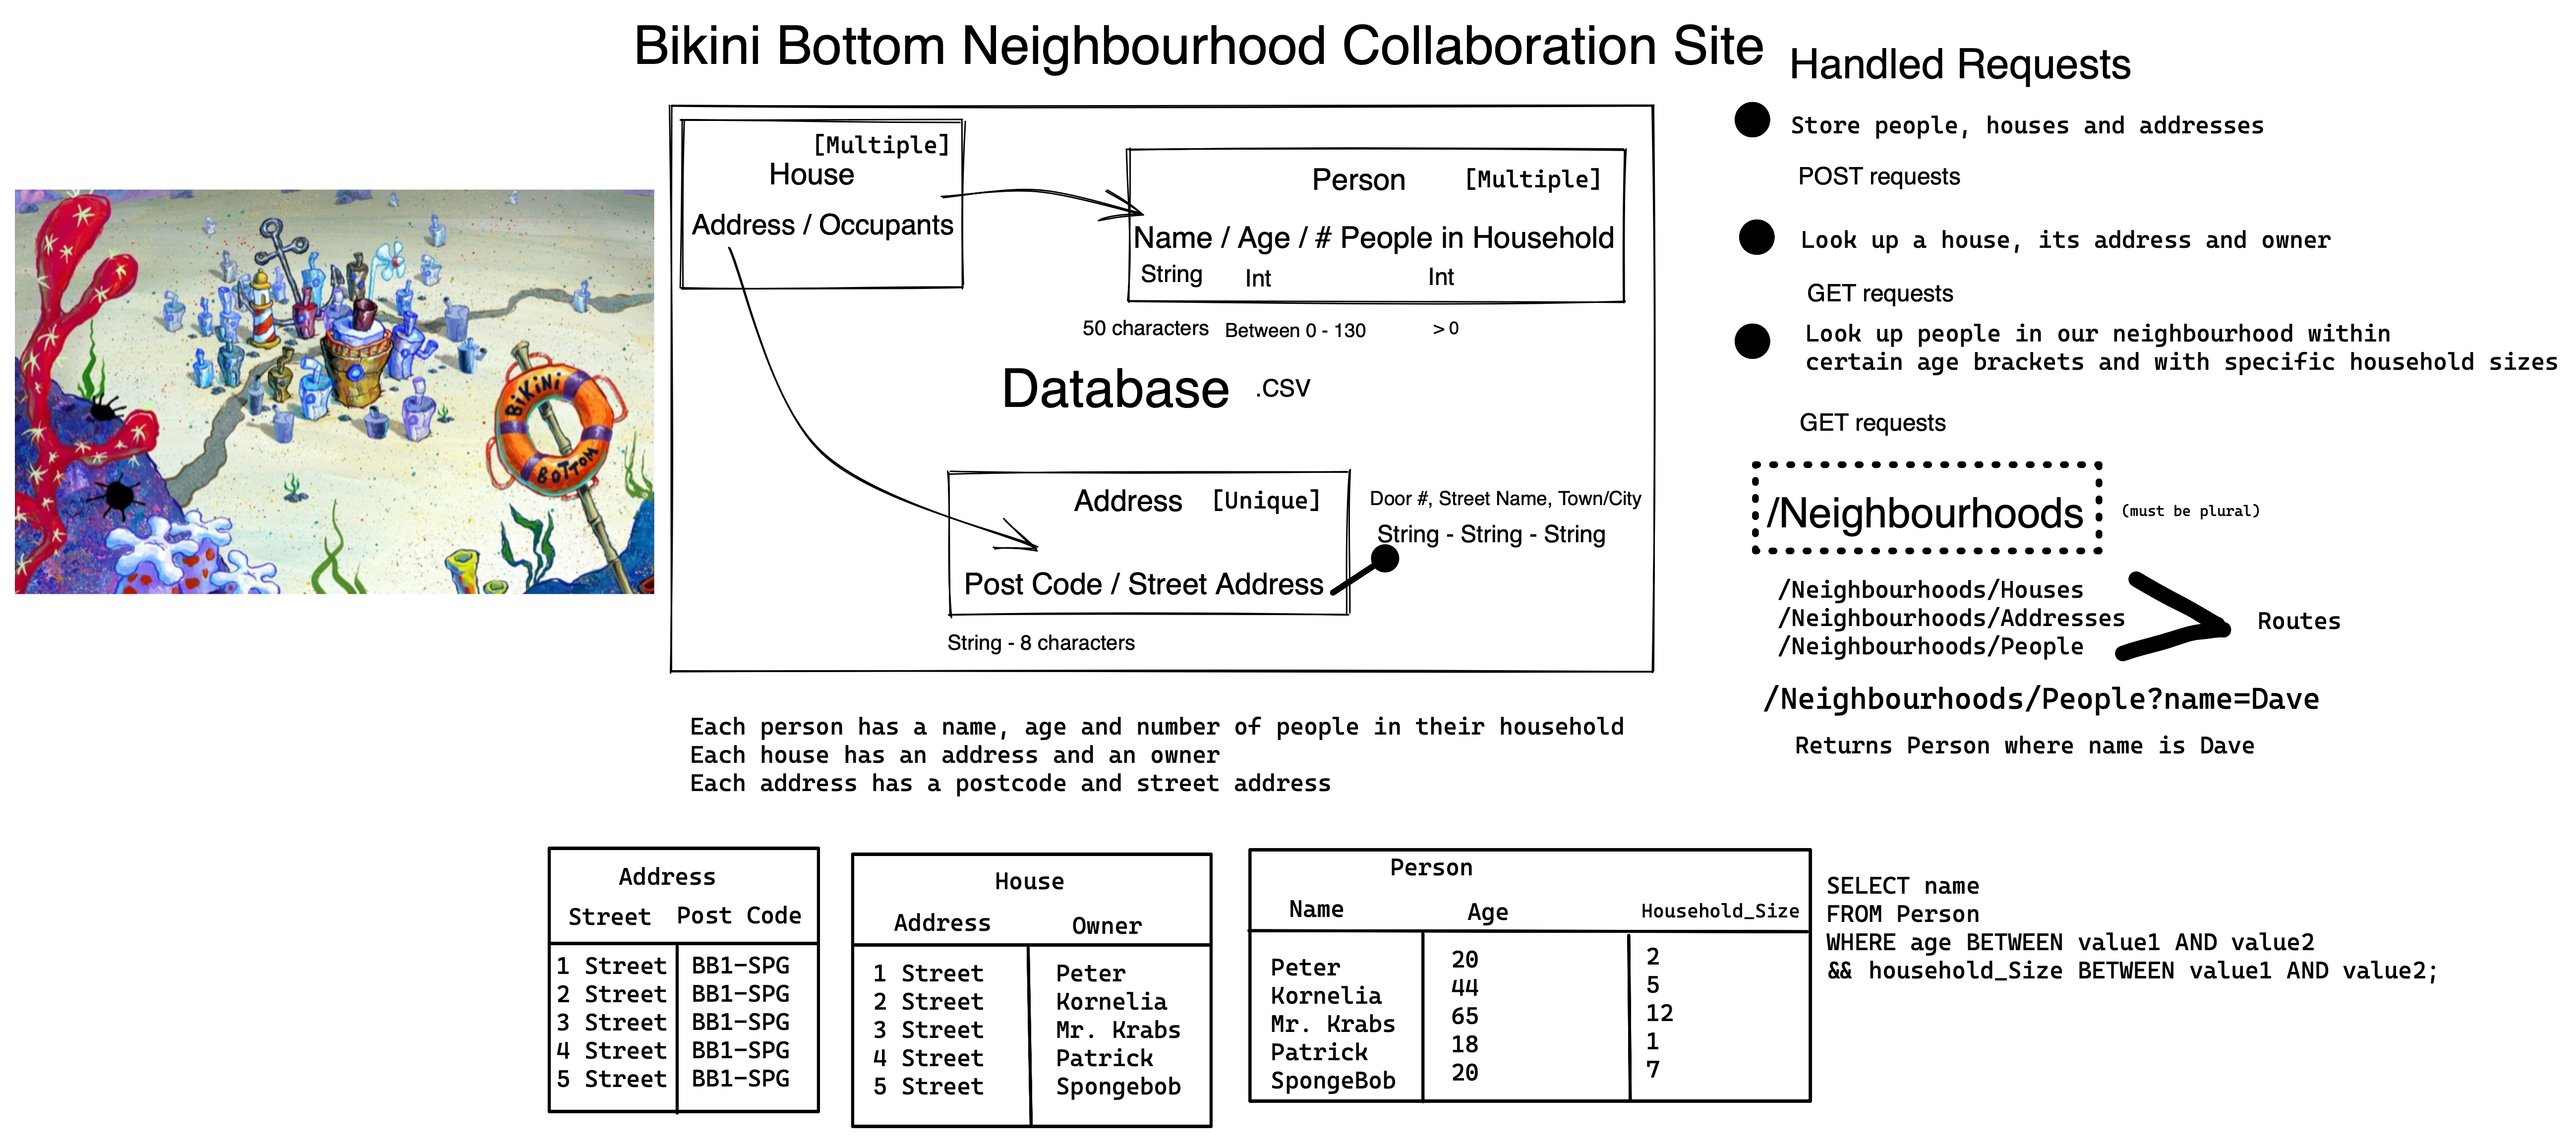 Bikini Bottom Neighbourhood Collaboration Site
BiKiNi
BOTTOM
[Multiple]
House
Address / Occupants
Person [Multiple]
Name / Age / # People in Household
String Int Int
50 characters Between 0 - 130 > 0
Database .CSV
Address [Unique]
Post Code / Street Address
Door #, Street Name, Town/City
String - String - String
String - 8 characters
Each person has a name, age and number of people in their household
Each house has an address and an owner
Each address has a postcode and street address
Handled Requests
Store people, houses and addresses
POST requests
Look up a house, its address and owner
GET requests
Look up people in our neighbourhood within
certain age brackets and with specific household sizes
GET requests
/Neighbourhoods (must be plural)
/Neighbourhoods/Houses
/Neighbourhoods/Addresses
/Neighbourhoods/People
Routes
/Neighbourhoods/People?name=Dave
Returns Person where name is Dave
Address
Street Post Code
1 Street BB1-SPG
2 Street BB1-SPG
3 Street BB1-SPG
4 Street BB1-SPG
5 Street BB1-SPG
House
Address Owner
1 Street Peter
2 Street Kornelia
3 Street Mr. Krabs
4 Street Patrick
5 Street Spongebob
Person
Name Age Household_Size
Peter 20 2
Kornelia 44 5
Mr. Krabs 65 12
Patrick 18 1
SpongeBob 20 7
SELECT name
FROM Person
WHERE age BETWEEN value1 AND value2
&& household_Size BETWEEN value1 AND value2;